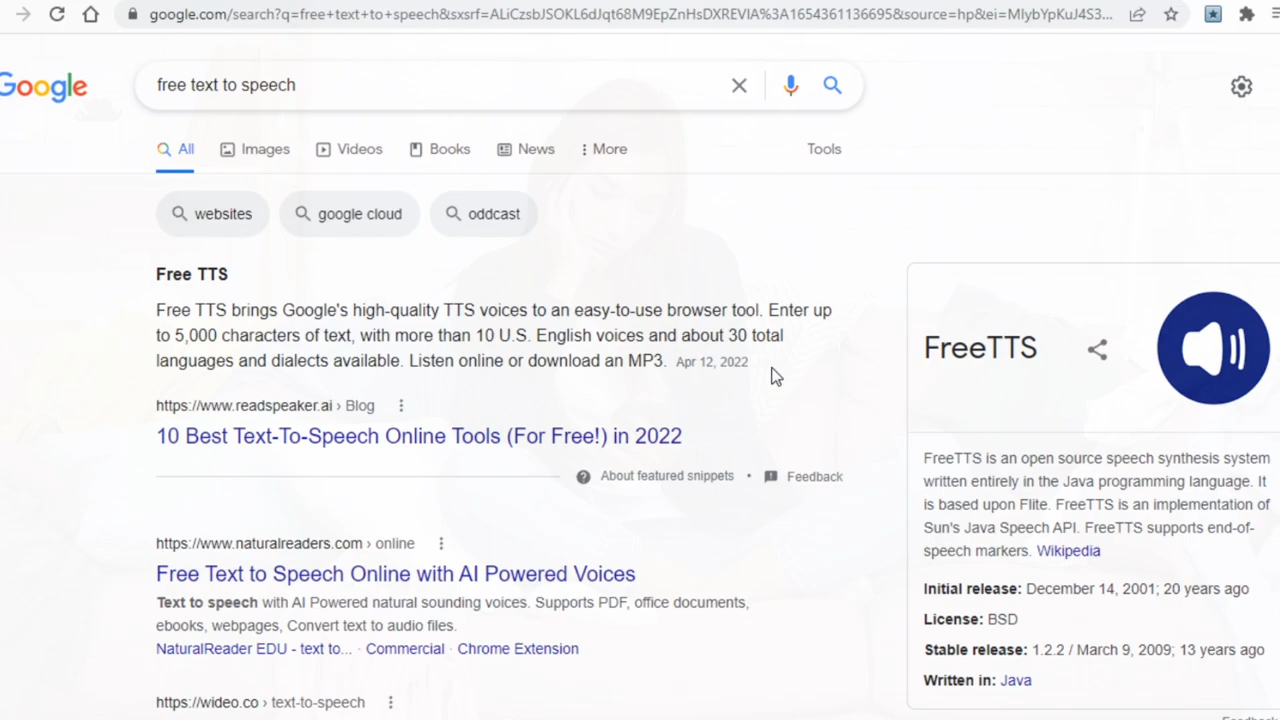 google.com/search?q=free+text+to+speech&sxsrf=ALiCzsbJSOKL6dJqt68M9EpZnHsDXREVIA%3A1654361136695&source=hp&ei=MIybYpKuJ4S3...
Google
free text to speech
All Images Videos Books News More Tools
websites google cloud oddcast
Free TTS
Free TTS brings Google's high-quality TTS voices to an easy-to-use browser tool. Enter up
to 5,000 characters of text, with more than 10 U.S. English voices and about 30 total
languages and dialects available. Listen online or download an MP3. Apr 12, 2022
https://www.readspeaker.ai › Blog
10 Best Text-To-Speech Online Tools (For Free!) in 2022
About featured snippets • Feedback
https://www.naturalreaders.com › online
Free Text to Speech Online with AI Powered Voices
Text to speech with AI Powered natural sounding voices. Supports PDF, office documents,
ebooks, webpages, Convert text to audio files.
NaturalReader EDU - text to... · Commercial · Chrome Extension
https://wideo.co › text-to-speech
FreeTTS
FreeTTS is an open source speech synthesis system
written entirely in the Java programming language. It
is based upon Flite. FreeTTS is an implementation of
Sun's Java Speech API. FreeTTS supports end-of-
speech markers. Wikipedia
Initial release: December 14, 2001; 20 years ago
License: BSD
Stable release: 1.2.2 / March 9, 2009; 13 years ago
Written in: Java